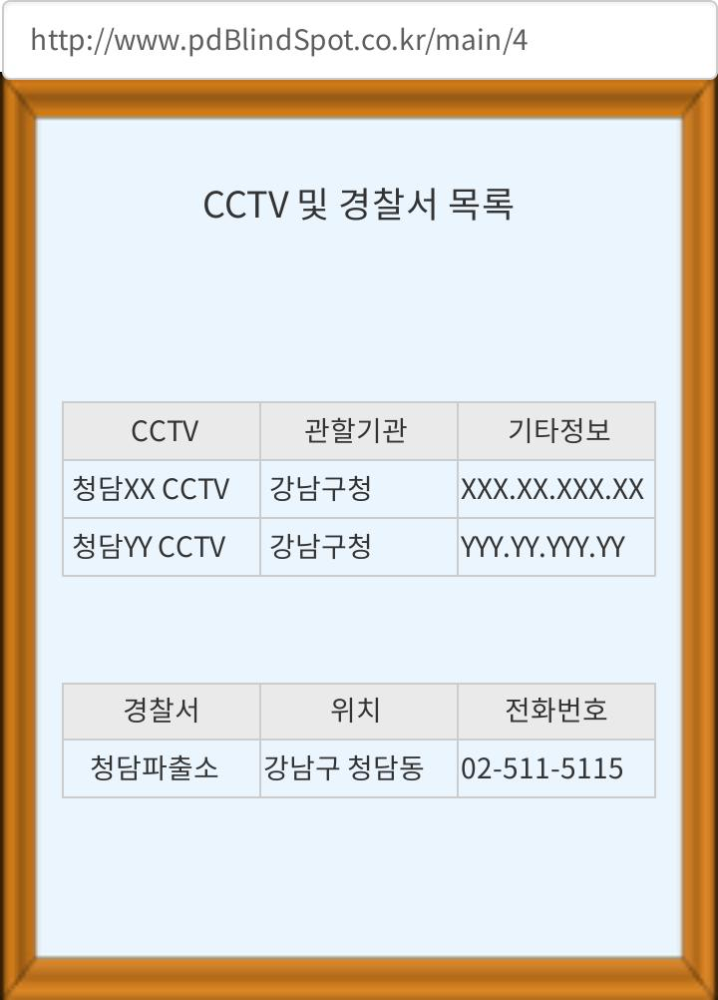 http://www.pdBlindSpot.co.kr/main/4
CCTV 및 경찰서 목록
CCTV 관할기관 기타정보
청담XX CCTV 강남구청 XXX.XX.XXX.XX
청담YY CCTV 강남구청 YYY.YY.YYY.YY
경찰서 위치 전화번호
청담파출소 강남구 청담동 02-511-5115